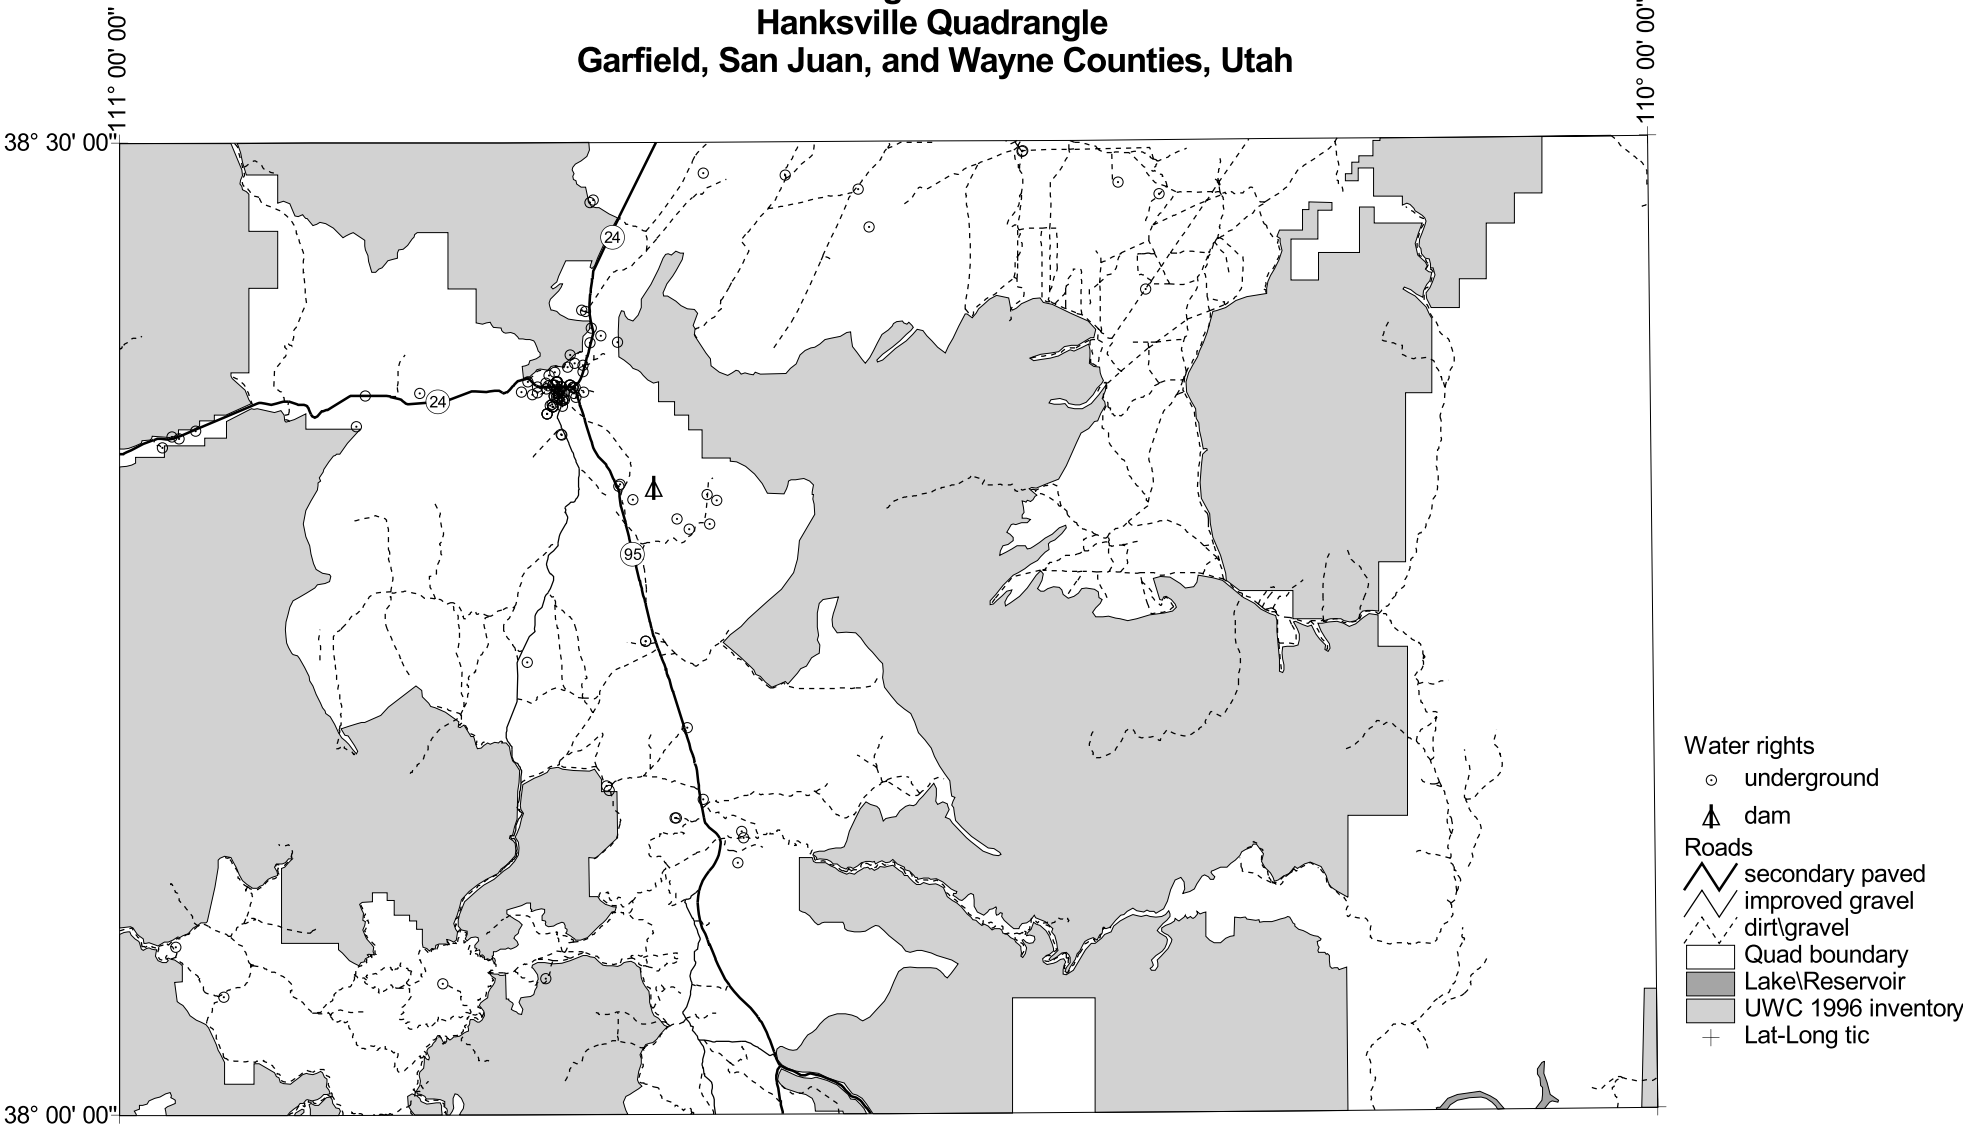 Hanksville Quadrangle
Garfield, San Juan, and Wayne Counties, Utah
111° 00' 00"
110° 00' 00"
38° 30' 00"
24
24
95
38° 00' 00"
Water rights
underground
dam
Roads
secondary paved
improved gravel
dirt\gravel
Quad boundary
Lake\Reservoir
UWC 1996 inventory
Lat-Long tic